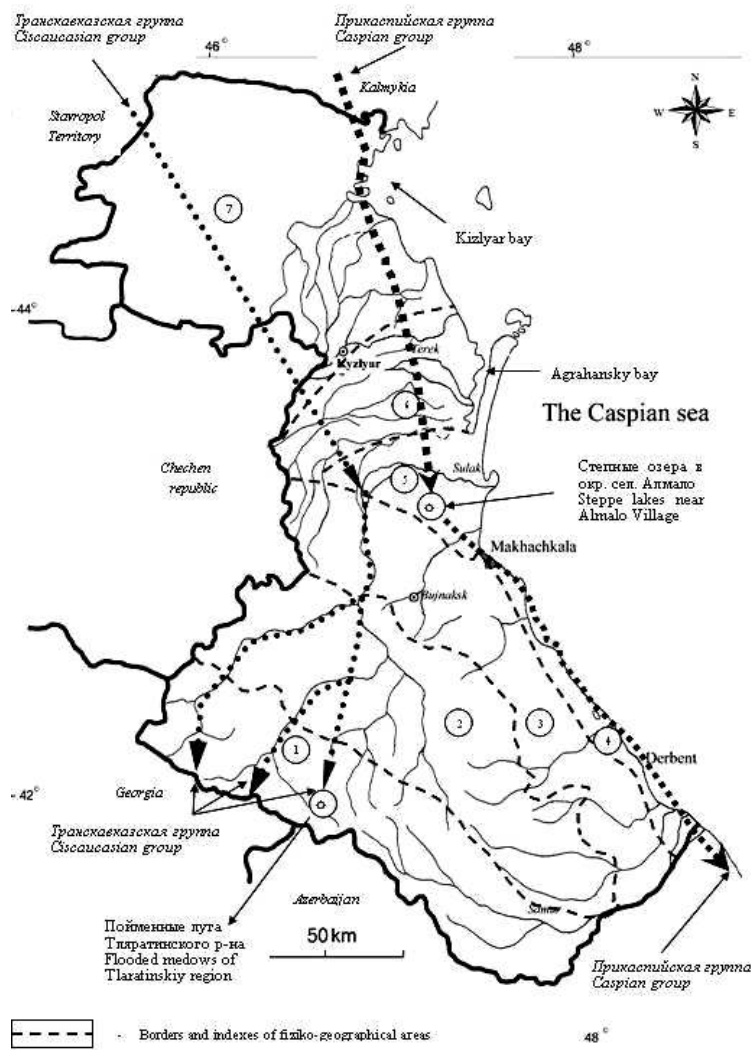 Транскавказская группа
Ciscaucasian group
Прикаспийская группа
Caspian group
46°
48°
Kalmykia
N
W E
S
Stavropol
Territory
7
Kizlyar bay
44°
Kyzlyar
Terek
Agrahansky bay
6
The Caspian sea
Chechen
republic
5
Sulak
Степные озера в
окр. сел. Алмало
Steppe lakes near
Almalo Village
Makhachkala
Bujnaksk
1
2
3
4
Derbent
42°
Georgia
Транскавказская группа
Ciscaucasian group
Azerbaijan
Samur
Пойменные луга
Тляратинского р-на
Flooded medows of
Tlaratinskiy region
50 km
Прикаспийская группа
Caspian group
- Borders and indexes of fiziko-geographical areas
48°